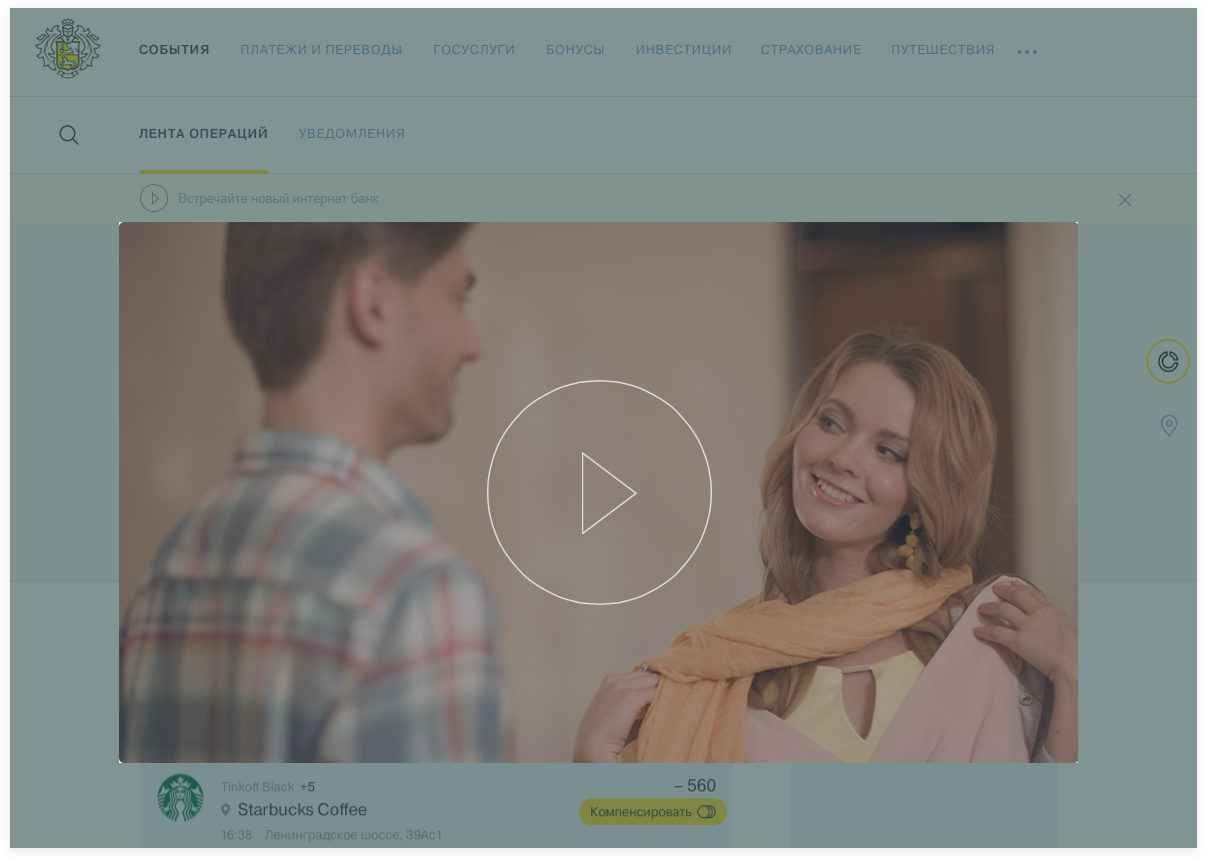 СОБЫТИЯ ПЛАТЕЖИ И ПЕРЕВОДЫ ГОСУСЛУГИ БОНУСЫ ИНВЕСТИЦИИ СТРАХОВАНИЕ ПУТЕШЕСТВИЯ
ЛЕНТА ОПЕРАЦИЙ УВЕДОМЛЕНИЯ
Встречайте новый интернет банк
Tinkoff Black +5 – 560
Starbucks Coffee Компенсировать
16:38 Ленинградское шоссе, 39Ас1